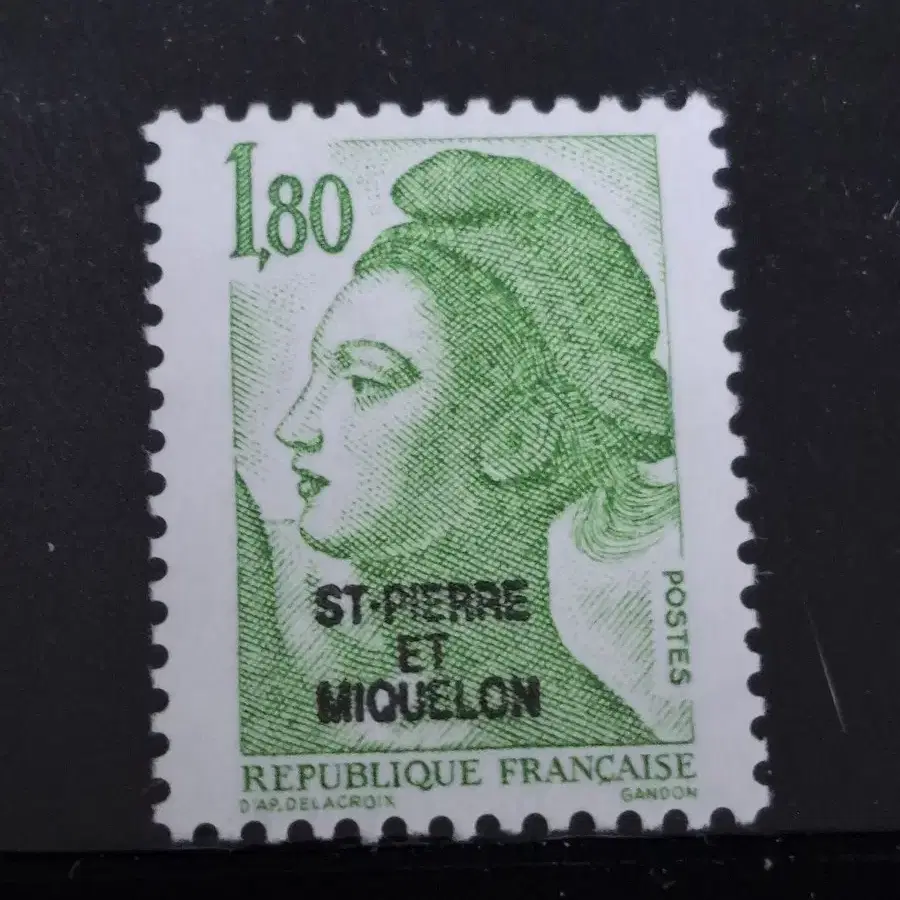 1,80
ST-PIERRE
ET
MIQUELON
POSTES
REPUBLIQUE FRANÇAISE
D'AP.DELACROIX
GANDON